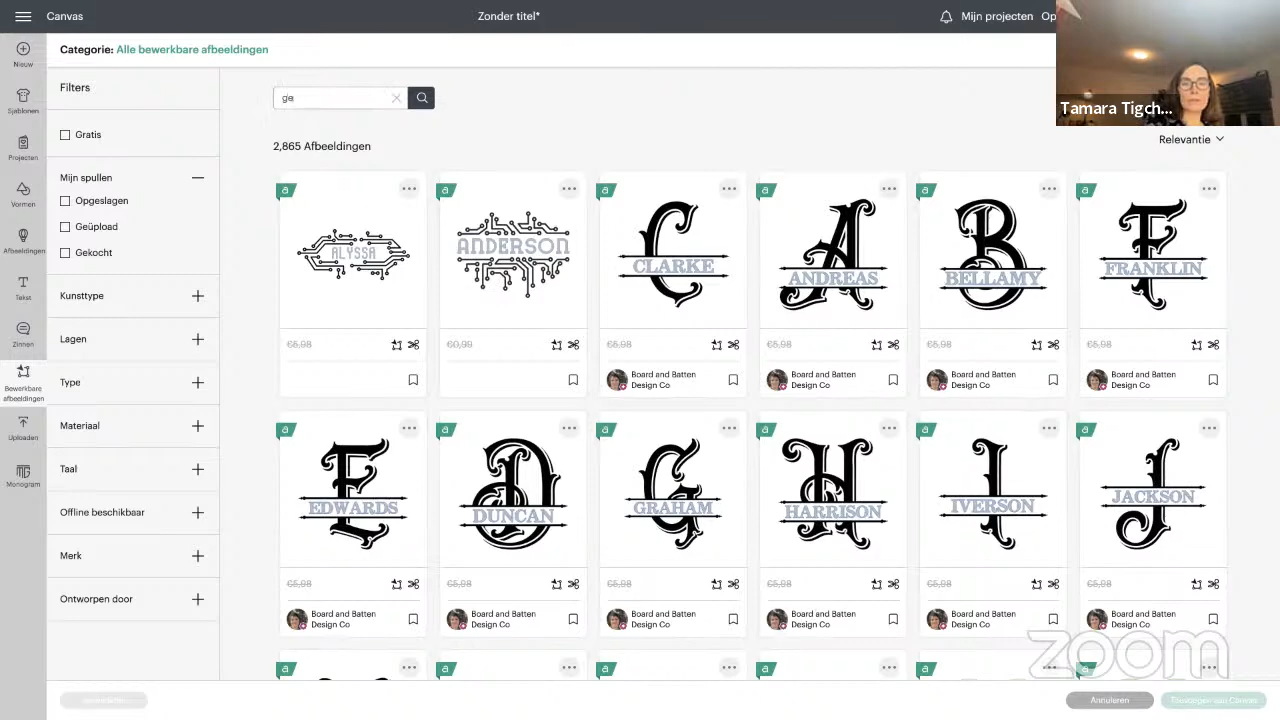 Canvas
Zonder titel*
Mijn projecten
Op
Tamara Tigch...
Categorie: Alle bewerkbare afbeeldingen
Nieuw
Sjablonen
Projecten
Vormen
Afbeeldingen
Tekst
Zinnen
Bewerkbare
afbeeldingen
Uploaden
Monogram
Filters
Gratis
Mijn spullen
Opgeslagen
Geüpload
Gekocht
Kunsttype
Lagen
Type
Materiaal
Taal
Offline beschikbaar
Merk
Ontworpen door
ge
2,865 Afbeeldingen
Relevantie
a a a a a a
ALYSSA
ANDERSON
C CLARKE
A ANDREAS
B BELLAMY
F FRANKLIN
€5,98 €0,99 €5,98 €5,98 €5,98 €5,98
Board and Batten
Design Co
Board and Batten
Design Co
Board and Batten
Design Co
Board and Batten
Design Co
a a a a a a
E EDWARDS
D DUNCAN
G GRAHAM
H HARRISON
I IVERSON
J JACKSON
€5,98 €5,98 €5,98 €5,98 €5,98 €5,98
Board and Batten
Design Co
Board and Batten
Design Co
Board and Batten
Design Co
Board and Batten
Design Co
Board and Batten
Design Co
Board and Batten
Design Co
a a a a a a
zoom
Annuleren
Toevoegen aan Canvas